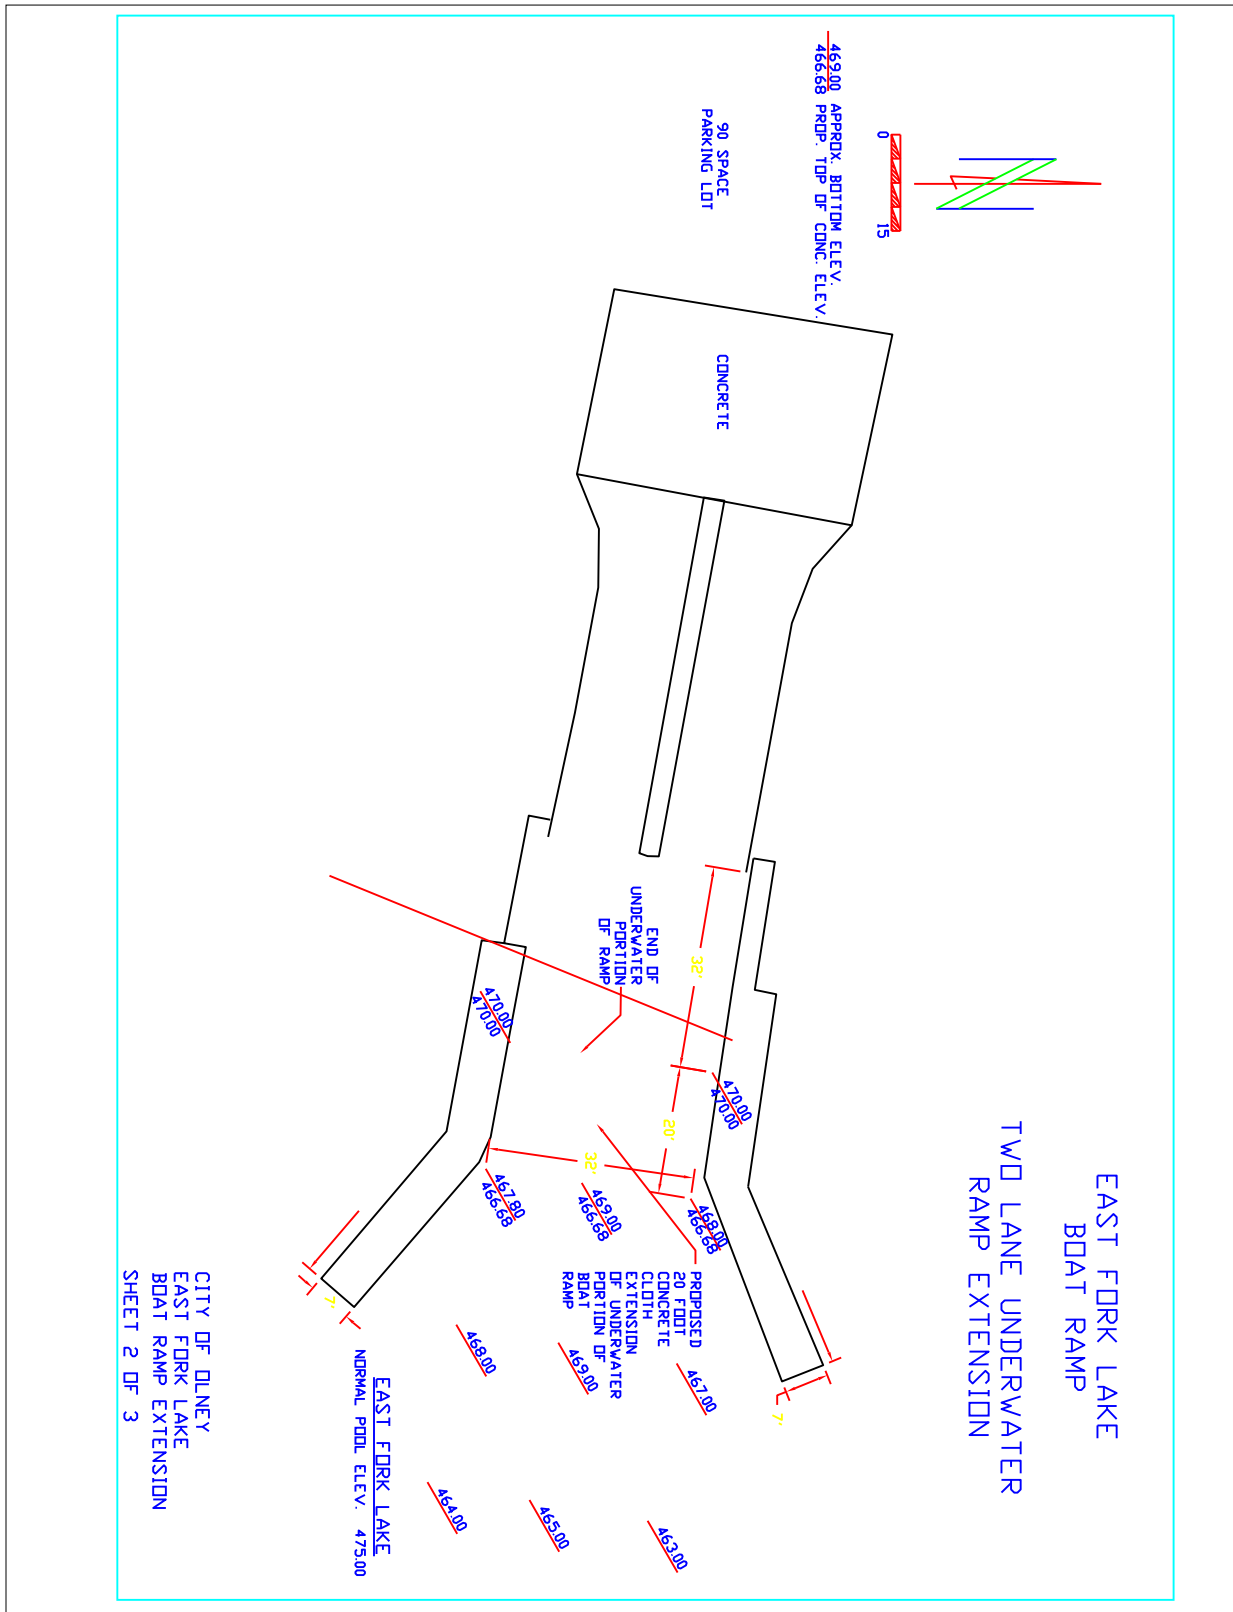 EAST FORK LAKE
BOAT RAMP
TWO LANE UNDERWATER
RAMP EXTENSION
0
15
469.00 APPROX. BOTTOM ELEV.
466.68 PROP. TOP OF CONC. ELEV.
90 SPACE
PARKING LOT
CONCRETE
END OF
UNDERWATER
PORTION
OF RAMP
32'
20'
32'
470.00
470.00
470.00
470.00
468.00
466.68
469.00
466.68
467.80
466.68
PROPOSED
20 FOOT
CONCRETE
CLOTH
EXTENSION
OF UNDERWATER
PORTION OF
BOAT
RAMP
7'
7'
467.00
469.00
468.00
463.00
465.00
464.00
EAST FORK LAKE
NORMAL POOL ELEV. 475.00
CITY OF OLNEY
EAST FORK LAKE
BOAT RAMP EXTENSION
SHEET 2 OF 3